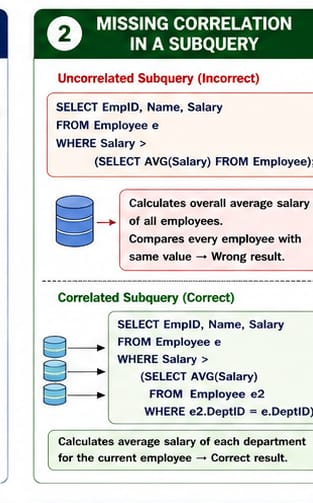 2 MISSING CORRELATION
IN A SUBQUERY
Uncorrelated Subquery (Incorrect)
SELECT EmpID, Name, Salary
FROM Employee e
WHERE Salary >
(SELECT AVG(Salary) FROM Employee);
Calculates overall average salary
of all employees.
Compares every employee with
same value → Wrong result.
Correlated Subquery (Correct)
SELECT EmpID, Name, Salary
FROM Employee e
WHERE Salary >
(SELECT AVG(Salary)
FROM Employee e2
WHERE e2.DeptID = e.DeptID)
Calculates average salary of each department
for the current employee → Correct result.